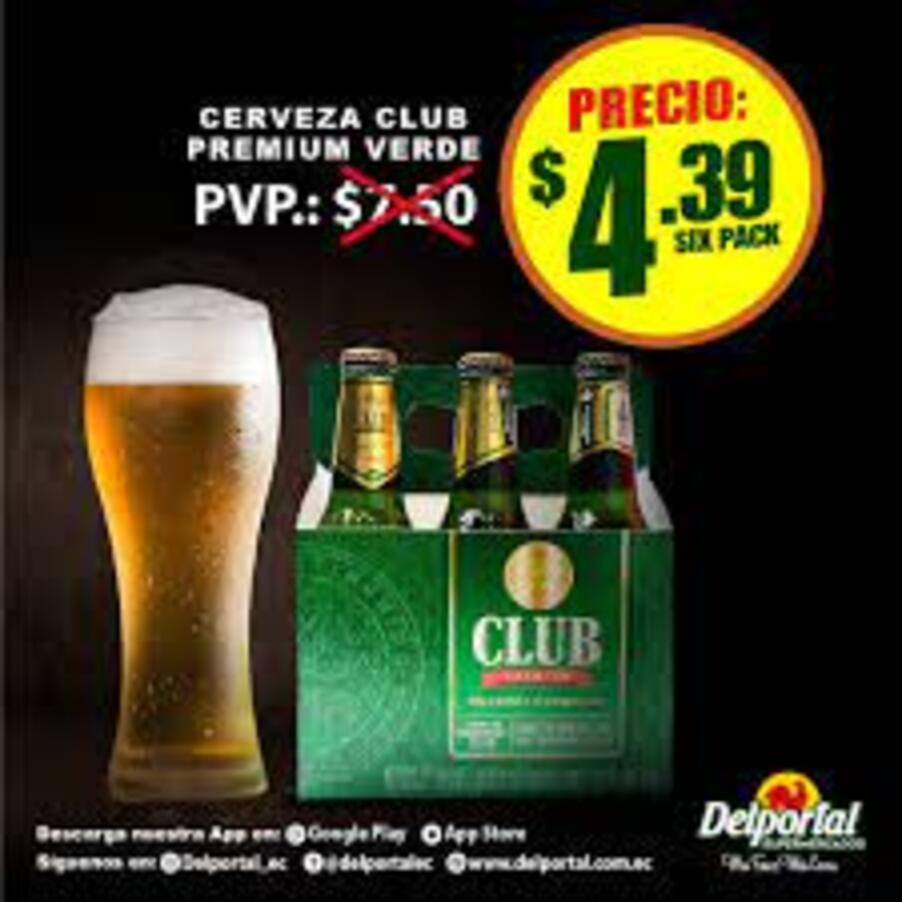 CERVEZA CLUB
PREMIUM VERDE
PVP.: $7.50
PRECIO:
$4.39
SIX PACK
CLUB
Descarga nuestra App en: Google Play App Store
Síguenos en: Delportal_ec @delportalec www.delportal.com.ec
Delportal
SUPERMERCADOS